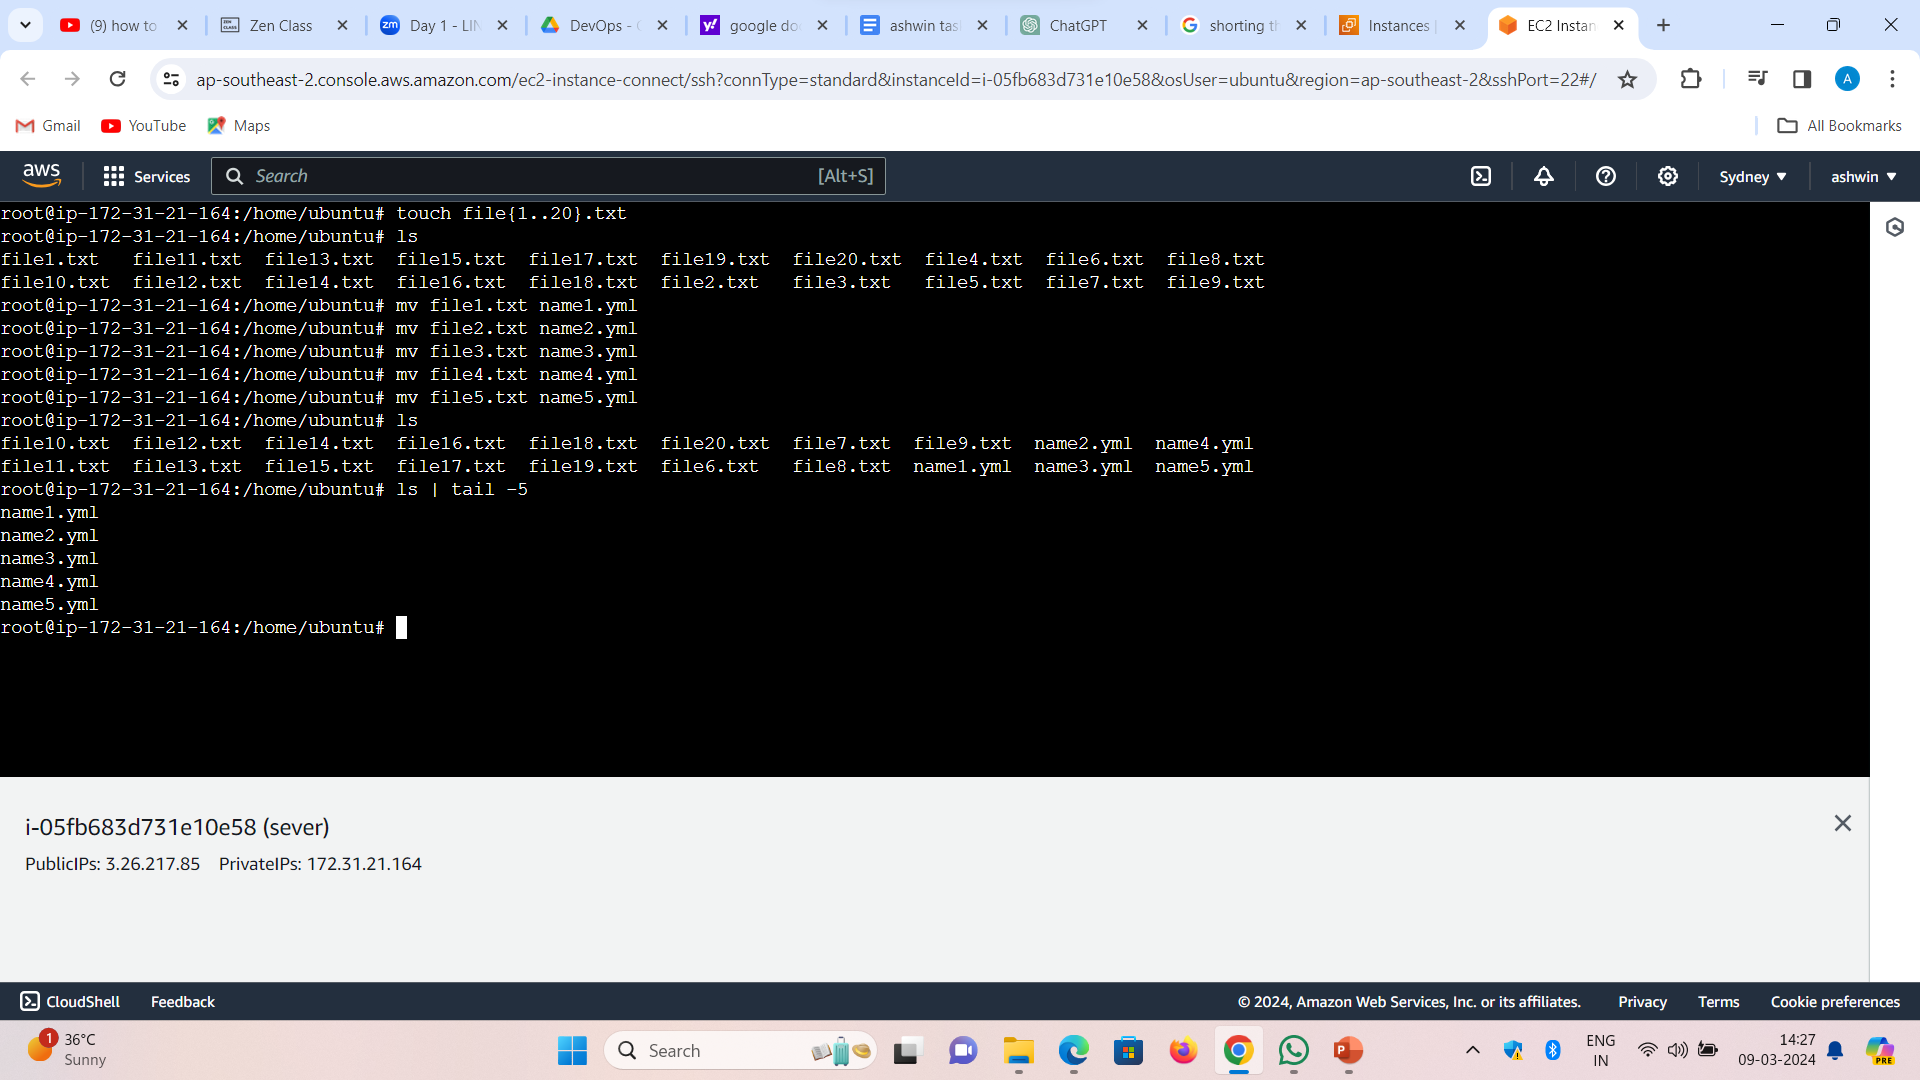 (9) how to
Zen Class
zm
Day 1 - LIN
DevOps -
google do
ashwin tas
ChatGPT
shorting th
Instances |
EC2 Instan
ap-southeast-2.console.aws.amazon.com/ec2-instance-connect/ssh?connType=standard&instanceId=i-05fb683d731e10e58&osUser=ubuntu&region=ap-southeast-2&sshPort=22#/
A
Gmail
YouTube
Maps
All Bookmarks
aws
Services
Search
[Alt+S]
Sydney
ashwin
root@ip-172-31-21-164:/home/ubuntu# touch file{1..20}.txt
root@ip-172-31-21-164:/home/ubuntu# ls
file1.txt   file11.txt  file13.txt  file15.txt  file17.txt  file19.txt  file20.txt  file4.txt  file6.txt  file8.txt
file10.txt  file12.txt  file14.txt  file16.txt  file18.txt  file2.txt   file3.txt   file5.txt  file7.txt  file9.txt
root@ip-172-31-21-164:/home/ubuntu# mv file1.txt name1.yml
root@ip-172-31-21-164:/home/ubuntu# mv file2.txt name2.yml
root@ip-172-31-21-164:/home/ubuntu# mv file3.txt name3.yml
root@ip-172-31-21-164:/home/ubuntu# mv file4.txt name4.yml
root@ip-172-31-21-164:/home/ubuntu# mv file5.txt name5.yml
root@ip-172-31-21-164:/home/ubuntu# ls
file10.txt  file12.txt  file14.txt  file16.txt  file18.txt  file20.txt  file7.txt  file9.txt  name2.yml  name4.yml
file11.txt  file13.txt  file15.txt  file17.txt  file19.txt  file6.txt   file8.txt  name1.yml  name3.yml  name5.yml
root@ip-172-31-21-164:/home/ubuntu# ls | tail -5
name1.yml
name2.yml
name3.yml
name4.yml
name5.yml
root@ip-172-31-21-164:/home/ubuntu#
i-05fb683d731e10e58 (sever)
PublicIPs: 3.26.217.85    PrivateIPs: 172.31.21.164
CloudShell
Feedback
© 2024, Amazon Web Services, Inc. or its affiliates.
Privacy
Terms
Cookie preferences
1
36°C
Sunny
Search
ENG
IN
14:27
09-03-2024
PRE